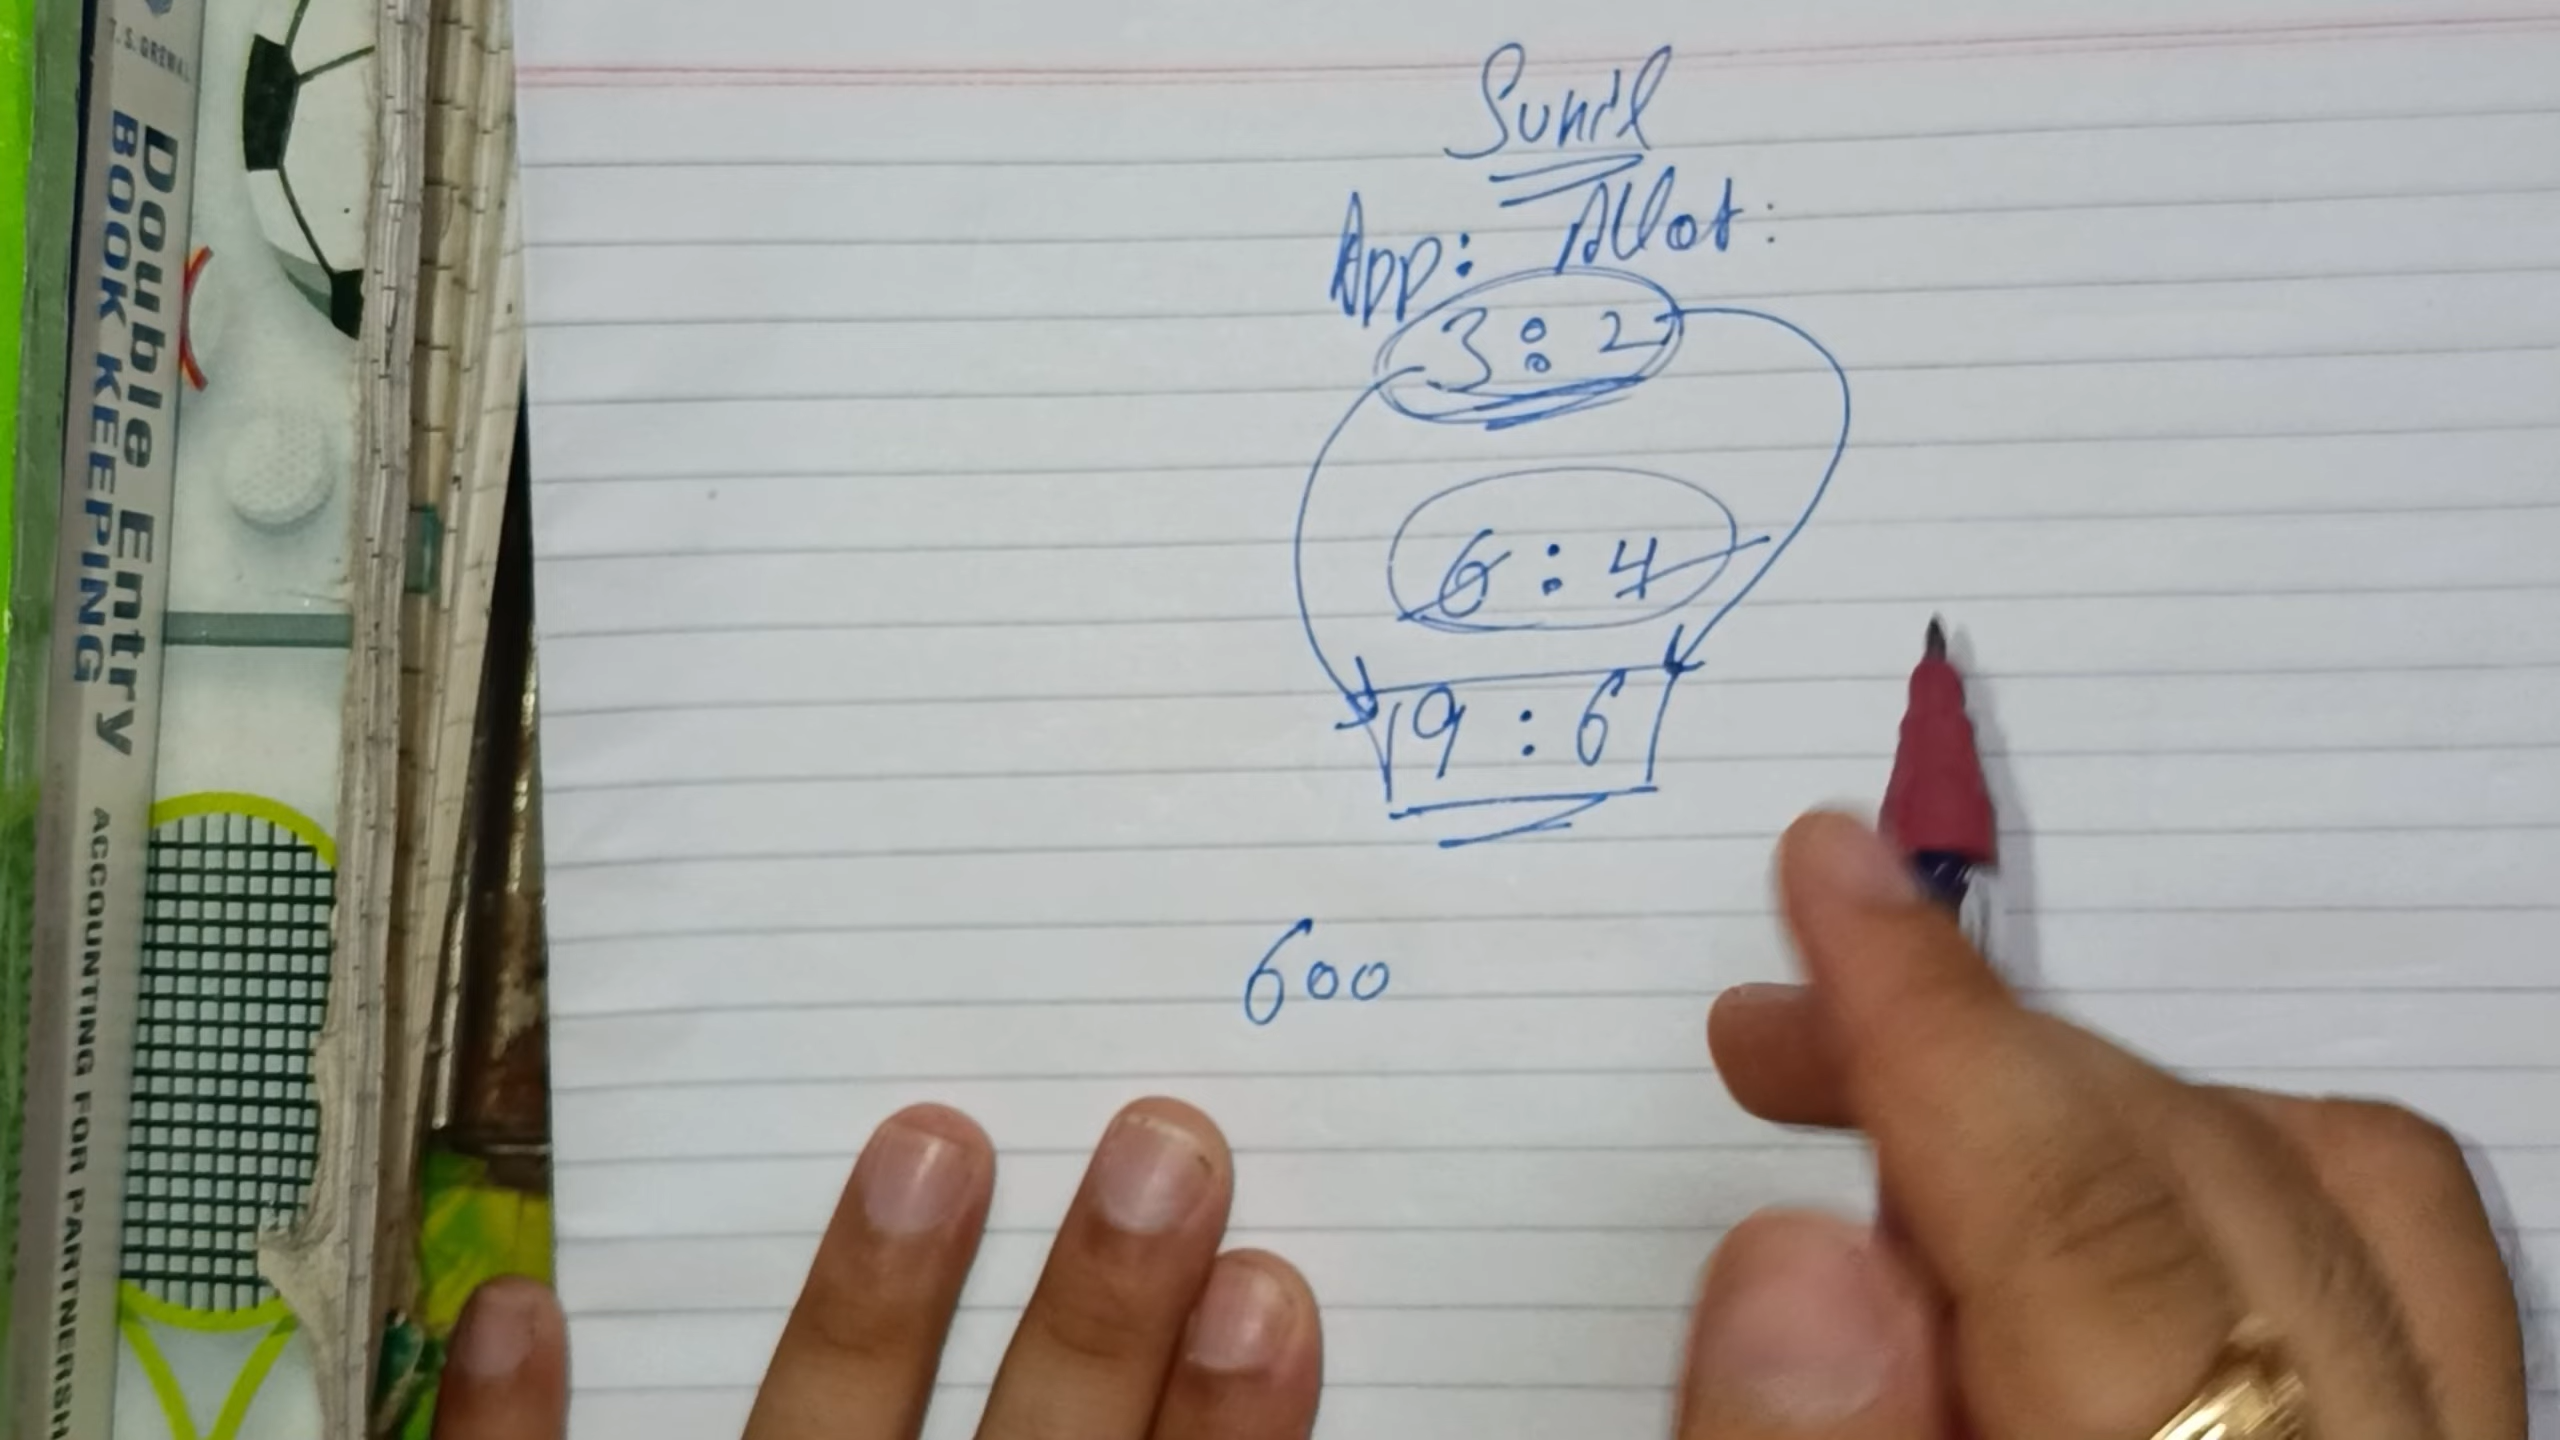 T.S. GREWAL
Double Entry
BOOK KEEPING
ACCOUNTING FOR PARTNERSH
Sunil
App: Allot:
3 : 2
6 : 4
9 : 6
600